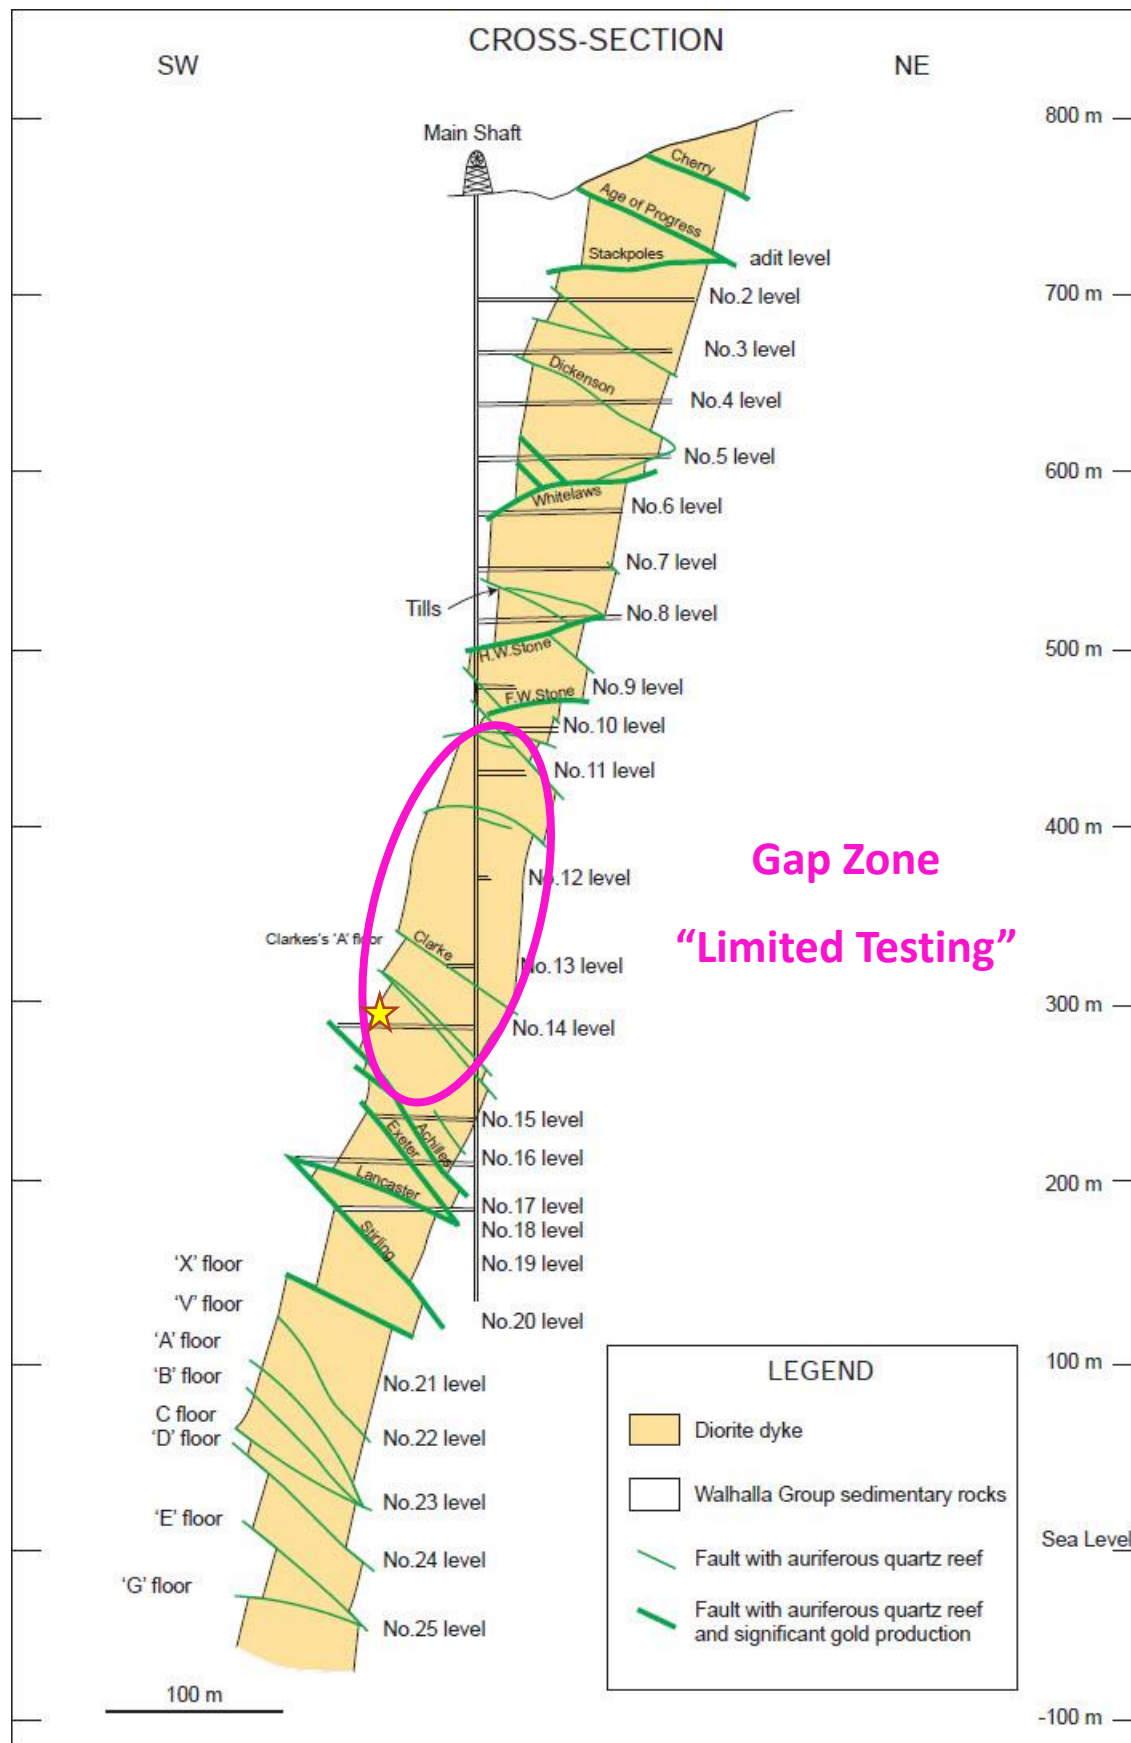 CROSS-SECTION
SW
NE
800 m
Main Shaft
Cherry
Age of Progress
Stackpoles
adit level
700 m
No.2 level
No.3 level
Dickenson
No.4 level
No.5 level
600 m
Whitelaws
No.6 level
No.7 level
Tills
No.8 level
500 m
H.W.Stone
No.9 level
F.W.Stone
No.10 level
No.11 level
400 m
Gap Zone
No.12 level
“Limited Testing”
Clarkes's 'A' floor
Clarke
No.13 level
300 m
No.14 level
No.15 level
Exeter
Achilles
No.16 level
Lancaster
200 m
No.17 level
No.18 level
Stirling
'X' floor
No.19 level
'V' floor
No.20 level
'A' floor
100 m
'B' floor
No.21 level
C floor
'D' floor
No.22 level
No.23 level
'E' floor
Sea Level
No.24 level
'G' floor
No.25 level
LEGEND
Diorite dyke
Walhalla Group sedimentary rocks
Fault with auriferous quartz reef
Fault with auriferous quartz reef
and significant gold production
100 m
-100 m